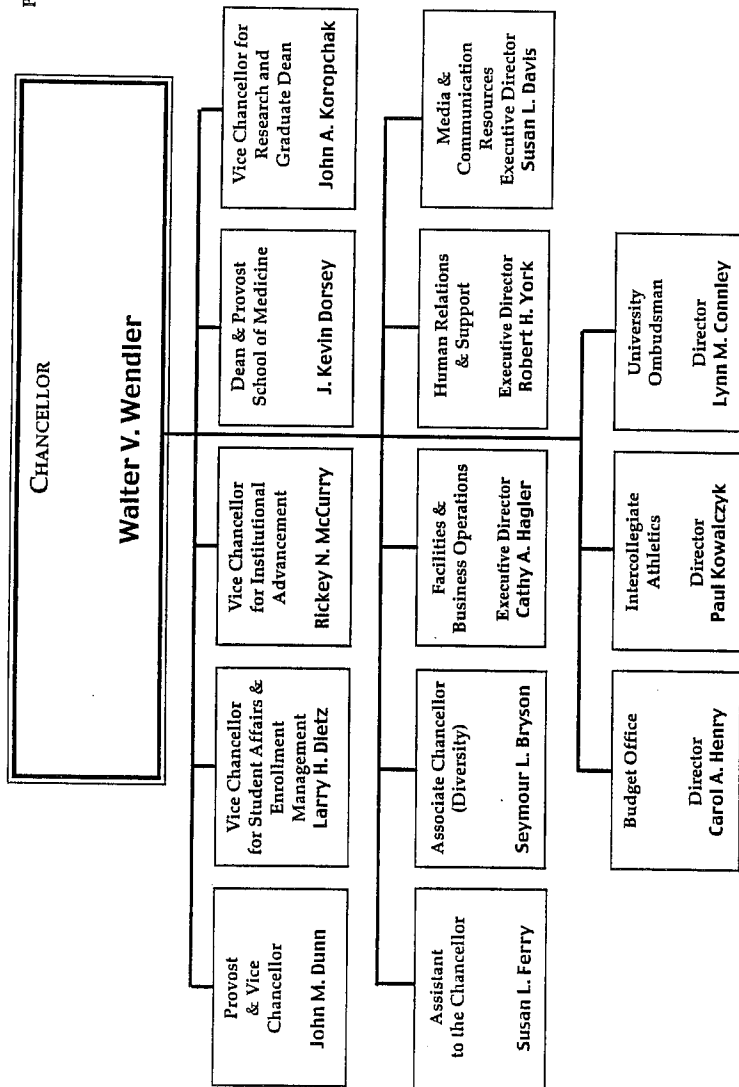 CHANCELLOR
Walter V. Wendler
Provost
& Vice
Chancellor
John M. Dunn
Vice Chancellor
for Student Affairs &
Enrollment
Management
Larry H. Dietz
Vice Chancellor
for Institutional
Advancement
Rickey N. McCurry
Dean & Provost
School of Medicine
J. Kevin Dorsey
Vice Chancellor for
Research and
Graduate Dean
John A. Koropchak
Assistant
to the Chancellor
Susan L. Ferry
Associate Chancellor
(Diversity)
Seymour L. Bryson
Facilities &
Business Operations
Executive Director
Cathy A. Hagler
Human Relations
& Support
Executive Director
Robert H. York
Media &
Communication
Resources
Executive Director
Susan L. Davis
Budget Office
Director
Carol A. Henry
Intercollegiate
Athletics
Director
Paul Kowalczyk
University
Ombudsman
Director
Lynn M. Connley